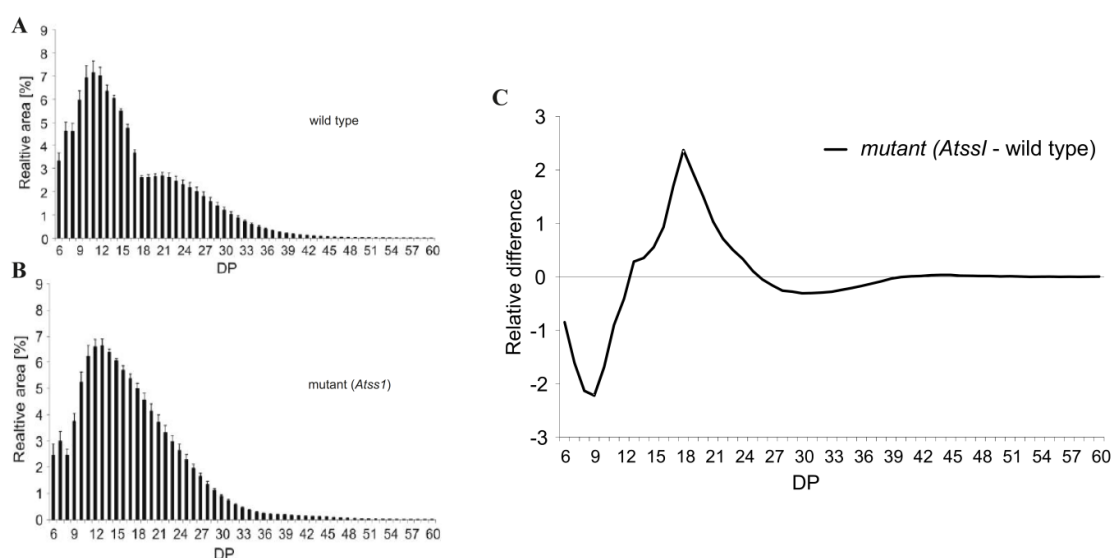 A
Realtive area [%]
9
8
7
6
5
4
3
2
1
0
wild type
6 9 12 15 18 21 24 27 30 33 36 39 42 45 48 51 54 57 60
DP
B
Realtive area [%]
9
8
7
6
5
4
3
2
1
0
mutant (Atss1)
6 9 12 15 18 21 24 27 30 33 36 39 42 45 48 51 54 57 60
DP
C
Relative difference
3
2
1
0
-1
-2
-3
mutant (AtssI - wild type)
6 9 12 15 18 21 24 27 30 33 36 39 42 45 48 51 54 57 60
DP